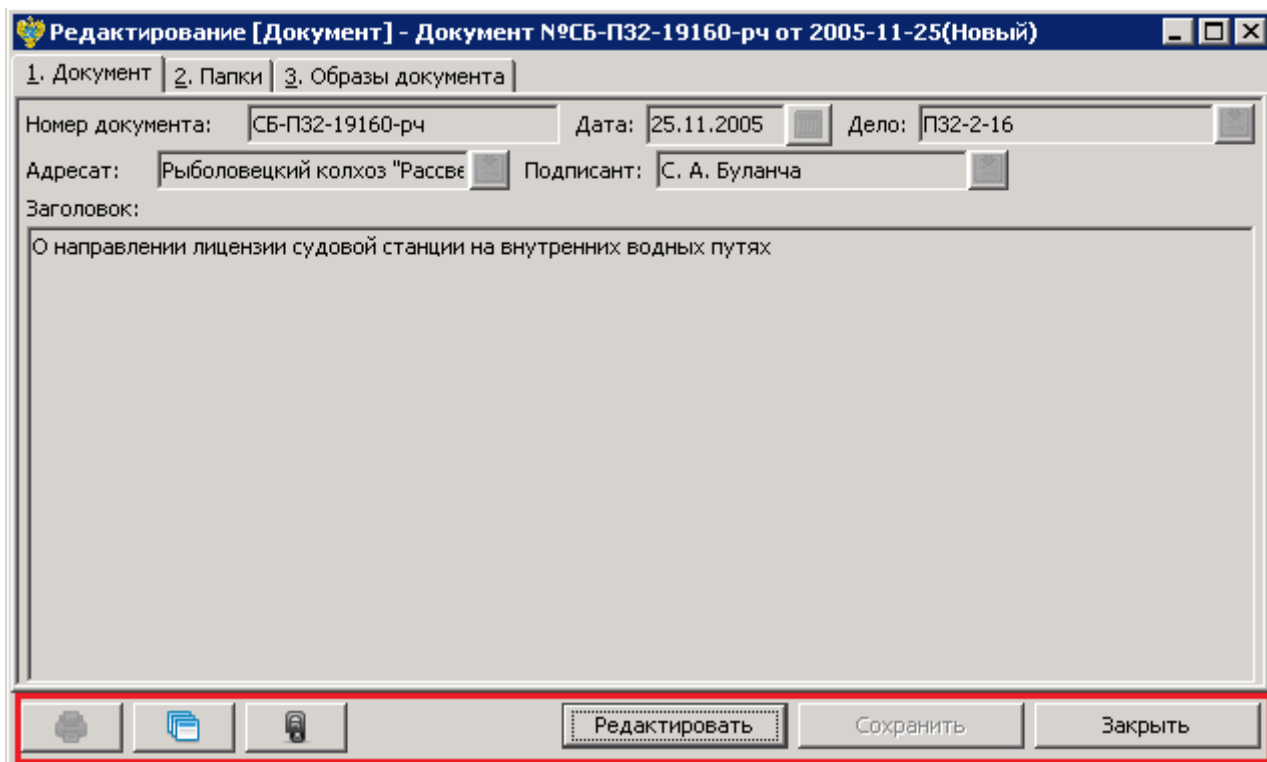 Редактирование [Документ] - Документ №СБ-П32-19160-рч от 2005-11-25(Новый)
1. Документ 2. Папки 3. Образы документа
Номер документа: СБ-П32-19160-рч Дата: 25.11.2005 Дело: П32-2-16
Адресат: Рыболовецкий колхоз "Рассве Подписант: С. А. Буланча
Заголовок:
О направлении лицензии судовой станции на внутренних водных путях
Редактировать Сохранить Закрыть